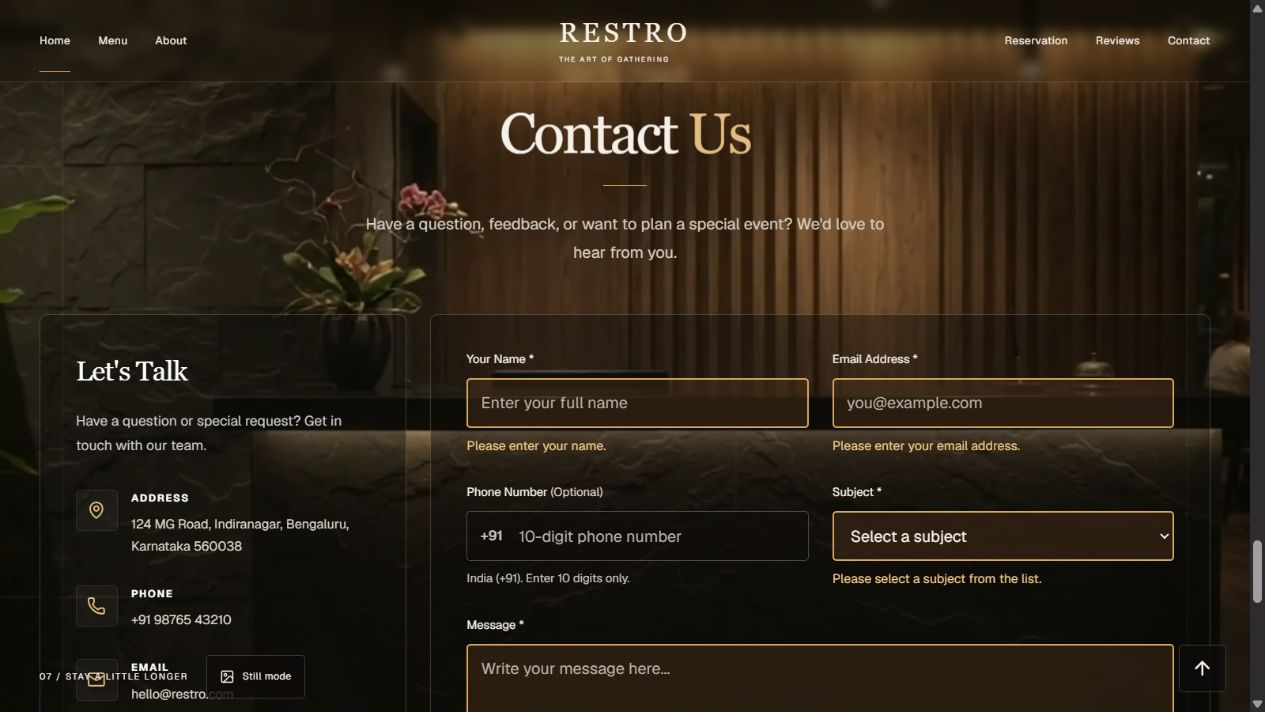 Home Menu About
RESTRO
THE ART OF GATHERING
Reservation Reviews Contact
Contact Us
Have a question, feedback, or want to plan a special event? We'd love to
hear from you.
Let's Talk
Have a question or special request? Get in
touch with our team.
ADDRESS
124 MG Road, Indiranagar, Bengaluru,
Karnataka 560038
PHONE
+91 98765 43210
EMAIL
hello@restro.com
07 / STAY A LITTLE LONGER
Still mode
Your Name *
Enter your full name
Please enter your name.
Email Address *
you@example.com
Please enter your email address.
Phone Number (Optional)
+91 10-digit phone number
India (+91). Enter 10 digits only.
Subject *
Select a subject
Please select a subject from the list.
Message *
Write your message here...